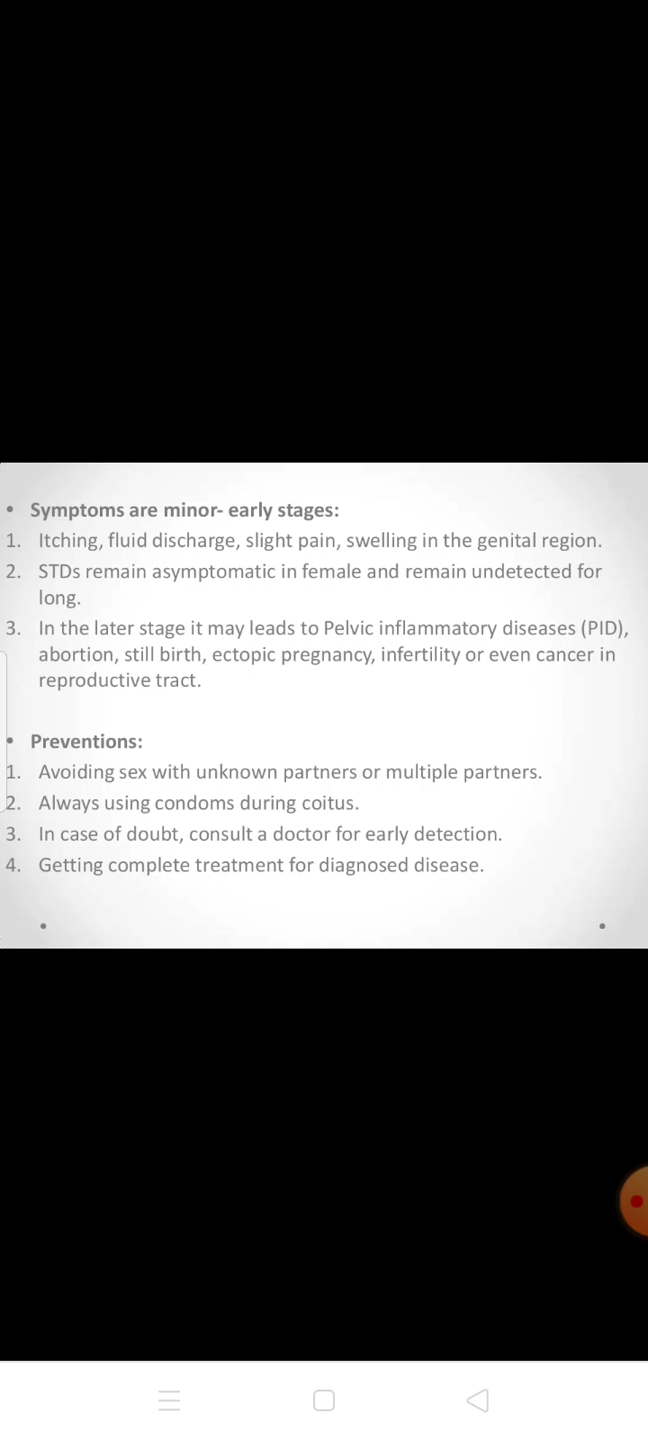 • Symptoms are minor- early stages:
1. Itching, fluid discharge, slight pain, swelling in the genital region.
2. STDs remain asymptomatic in female and remain undetected for
long.
3. In the later stage it may leads to Pelvic inflammatory diseases (PID),
abortion, still birth, ectopic pregnancy, infertility or even cancer in
reproductive tract.
• Preventions:
1. Avoiding sex with unknown partners or multiple partners.
2. Always using condoms during coitus.
3. In case of doubt, consult a doctor for early detection.
4. Getting complete treatment for diagnosed disease.